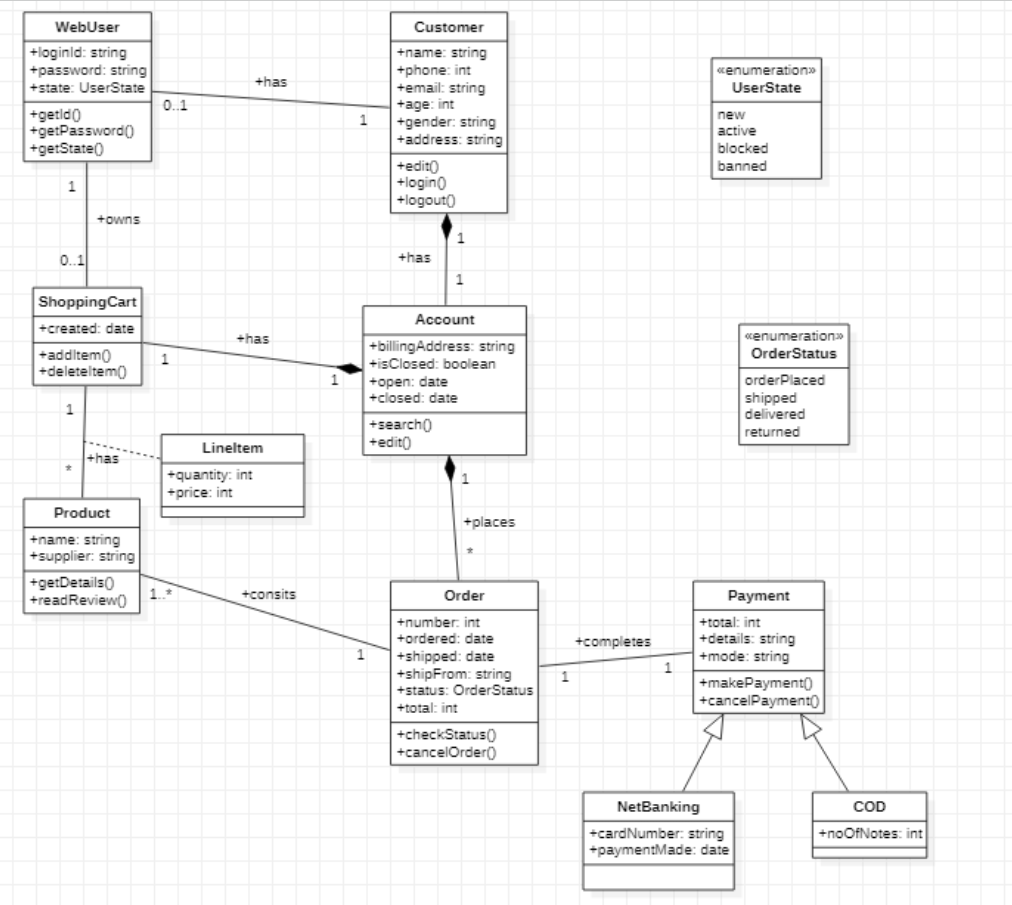 WebUser
+loginId: string
+password: string
+state: UserState
+getId()
+getPassword()
+getState()
+has
0..1
1
Customer
+name: string
+phone: int
+email: string
+age: int
+gender: string
+address: string
+edit()
+login()
+logout()
«enumeration»
UserState
new
active
blocked
banned
1
+owns
0..1
1
+has
1
ShoppingCart
+created: date
+addItem()
+deleteItem()
+has
1
1
Account
+billingAddress: string
+isClosed: boolean
+open: date
+closed: date
+search()
+edit()
«enumeration»
OrderStatus
orderPlaced
shipped
delivered
returned
1
+has
*
LineItem
+quantity: int
+price: int
1
+places
*
Product
+name: string
+supplier: string
+getDetails()
+readReview()
1..*
+consits
1
Order
+number: int
+ordered: date
+shipped: date
+shipFrom: string
+status: OrderStatus
+total: int
+checkStatus()
+cancelOrder()
+completes
1
1
Payment
+total: int
+details: string
+mode: string
+makePayment()
+cancelPayment()
NetBanking
+cardNumber: string
+paymentMade: date
COD
+noOfNotes: int